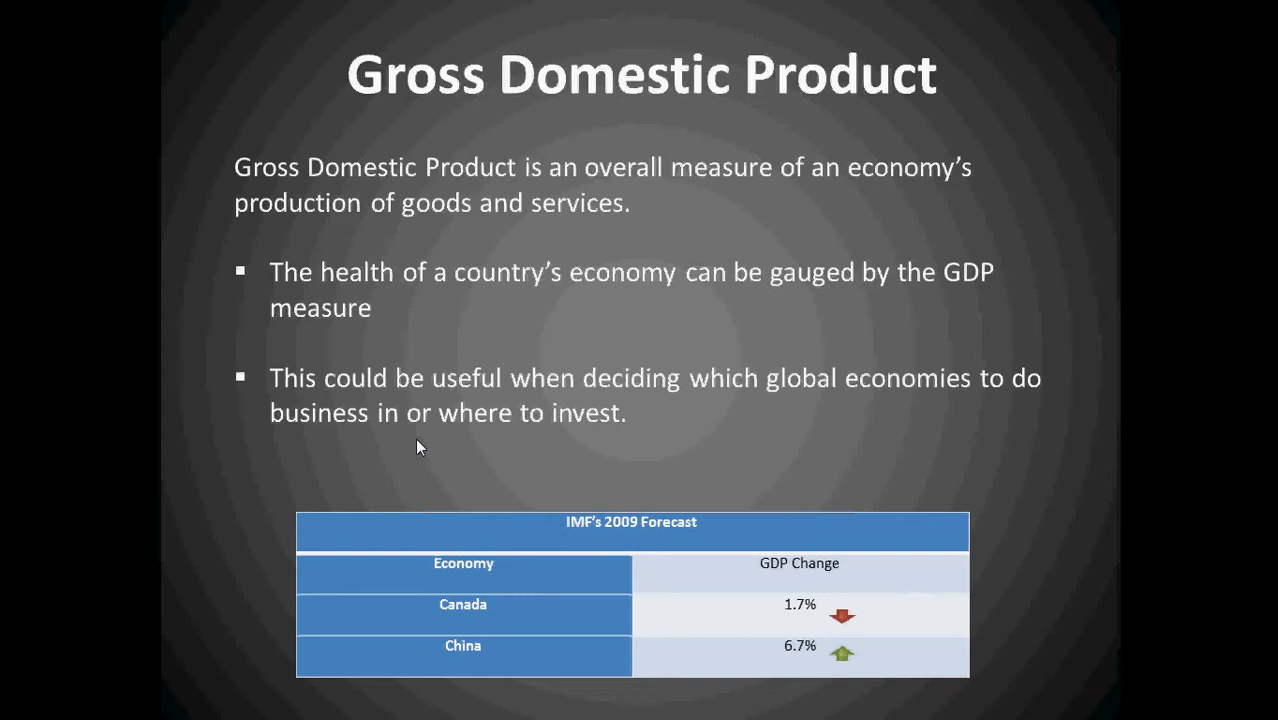 Gross Domestic Product
Gross Domestic Product is an overall measure of an economy’s
production of goods and services.
▪ The health of a country’s economy can be gauged by the GDP
measure
▪ This could be useful when deciding which global economies to do
business in or where to invest.
IMF’s 2009 Forecast
Economy GDP Change
Canada 1.7%
China 6.7%